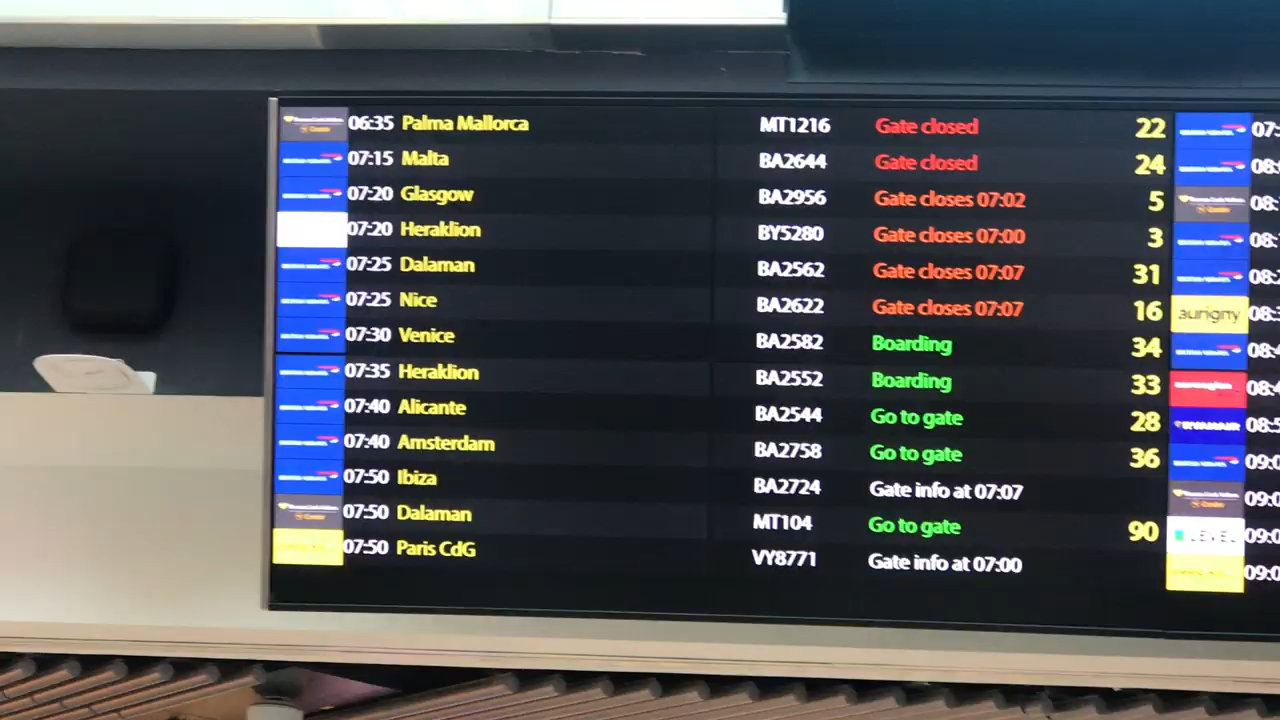 06:35 Palma Mallorca MT1216 Gate closed 22
07:15 Malta BA2644 Gate closed 24
07:20 Glasgow BA2956 Gate closes 07:02 5
07:20 Heraklion BY5280 Gate closes 07:00 3
07:25 Dalaman BA2562 Gate closes 07:07 31
07:25 Nice BA2622 Gate closes 07:07 16 aurigny
07:30 Venice BA2582 Boarding 34
07:35 Heraklion BA2552 Boarding 33 norwegian
07:40 Alicante BA2544 Go to gate 28 RYANAIR
07:40 Amsterdam BA2758 Go to gate 36
07:50 Ibiza BA2724 Gate info at 07:07
07:50 Dalaman MT104 Go to gate 90 LEVEL
07:50 Paris CdG VY8771 Gate info at 07:00